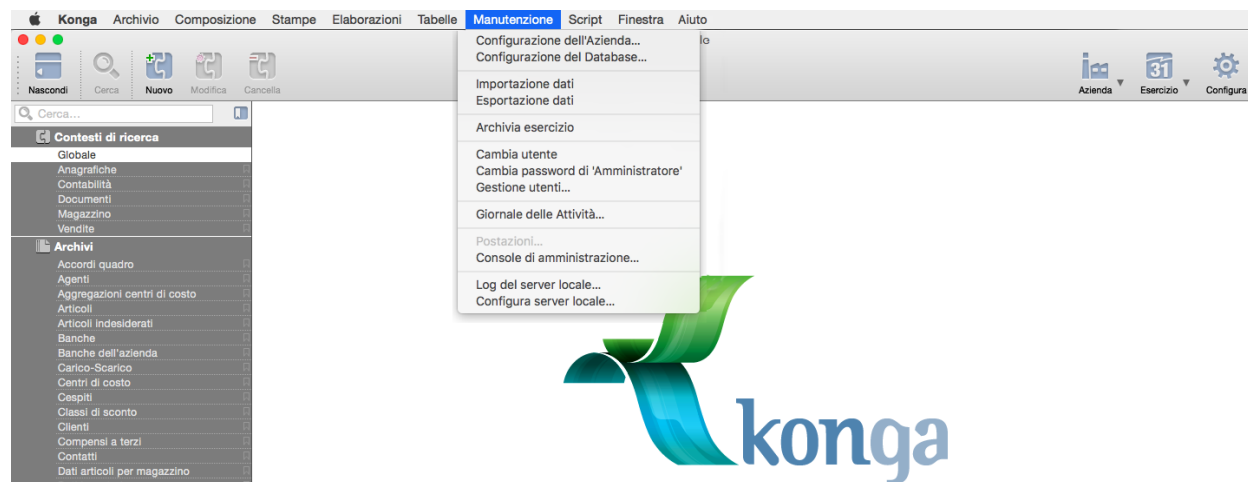 Konga Archivio Composizione Stampe Elaborazioni Tabelle Manutenzione Script Finestra Aiuto
Nascondi Cerca Nuovo Modifica Cancella
31
Azienda Esercizio Configura
Cerca...
Contesti di ricerca
Globale
Anagrafiche
Contabilità
Documenti
Magazzino
Vendite
Archivi
Accordi quadro
Agenti
Aggregazioni centri di costo
Articoli
Articoli indesiderati
Banche
Banche dell'azienda
Carico-Scarico
Centri di costo
Cespiti
Classi di sconto
Clienti
Compensi a terzi
Contatti
Dati articoli per magazzino
Configurazione dell'Azienda...
Configurazione del Database...
Importazione dati
Esportazione dati
Archivia esercizio
Cambia utente
Cambia password di 'Amministratore'
Gestione utenti...
Giornale delle Attività...
Postazioni...
Console di amministrazione...
Log del server locale...
Configura server locale...
konga